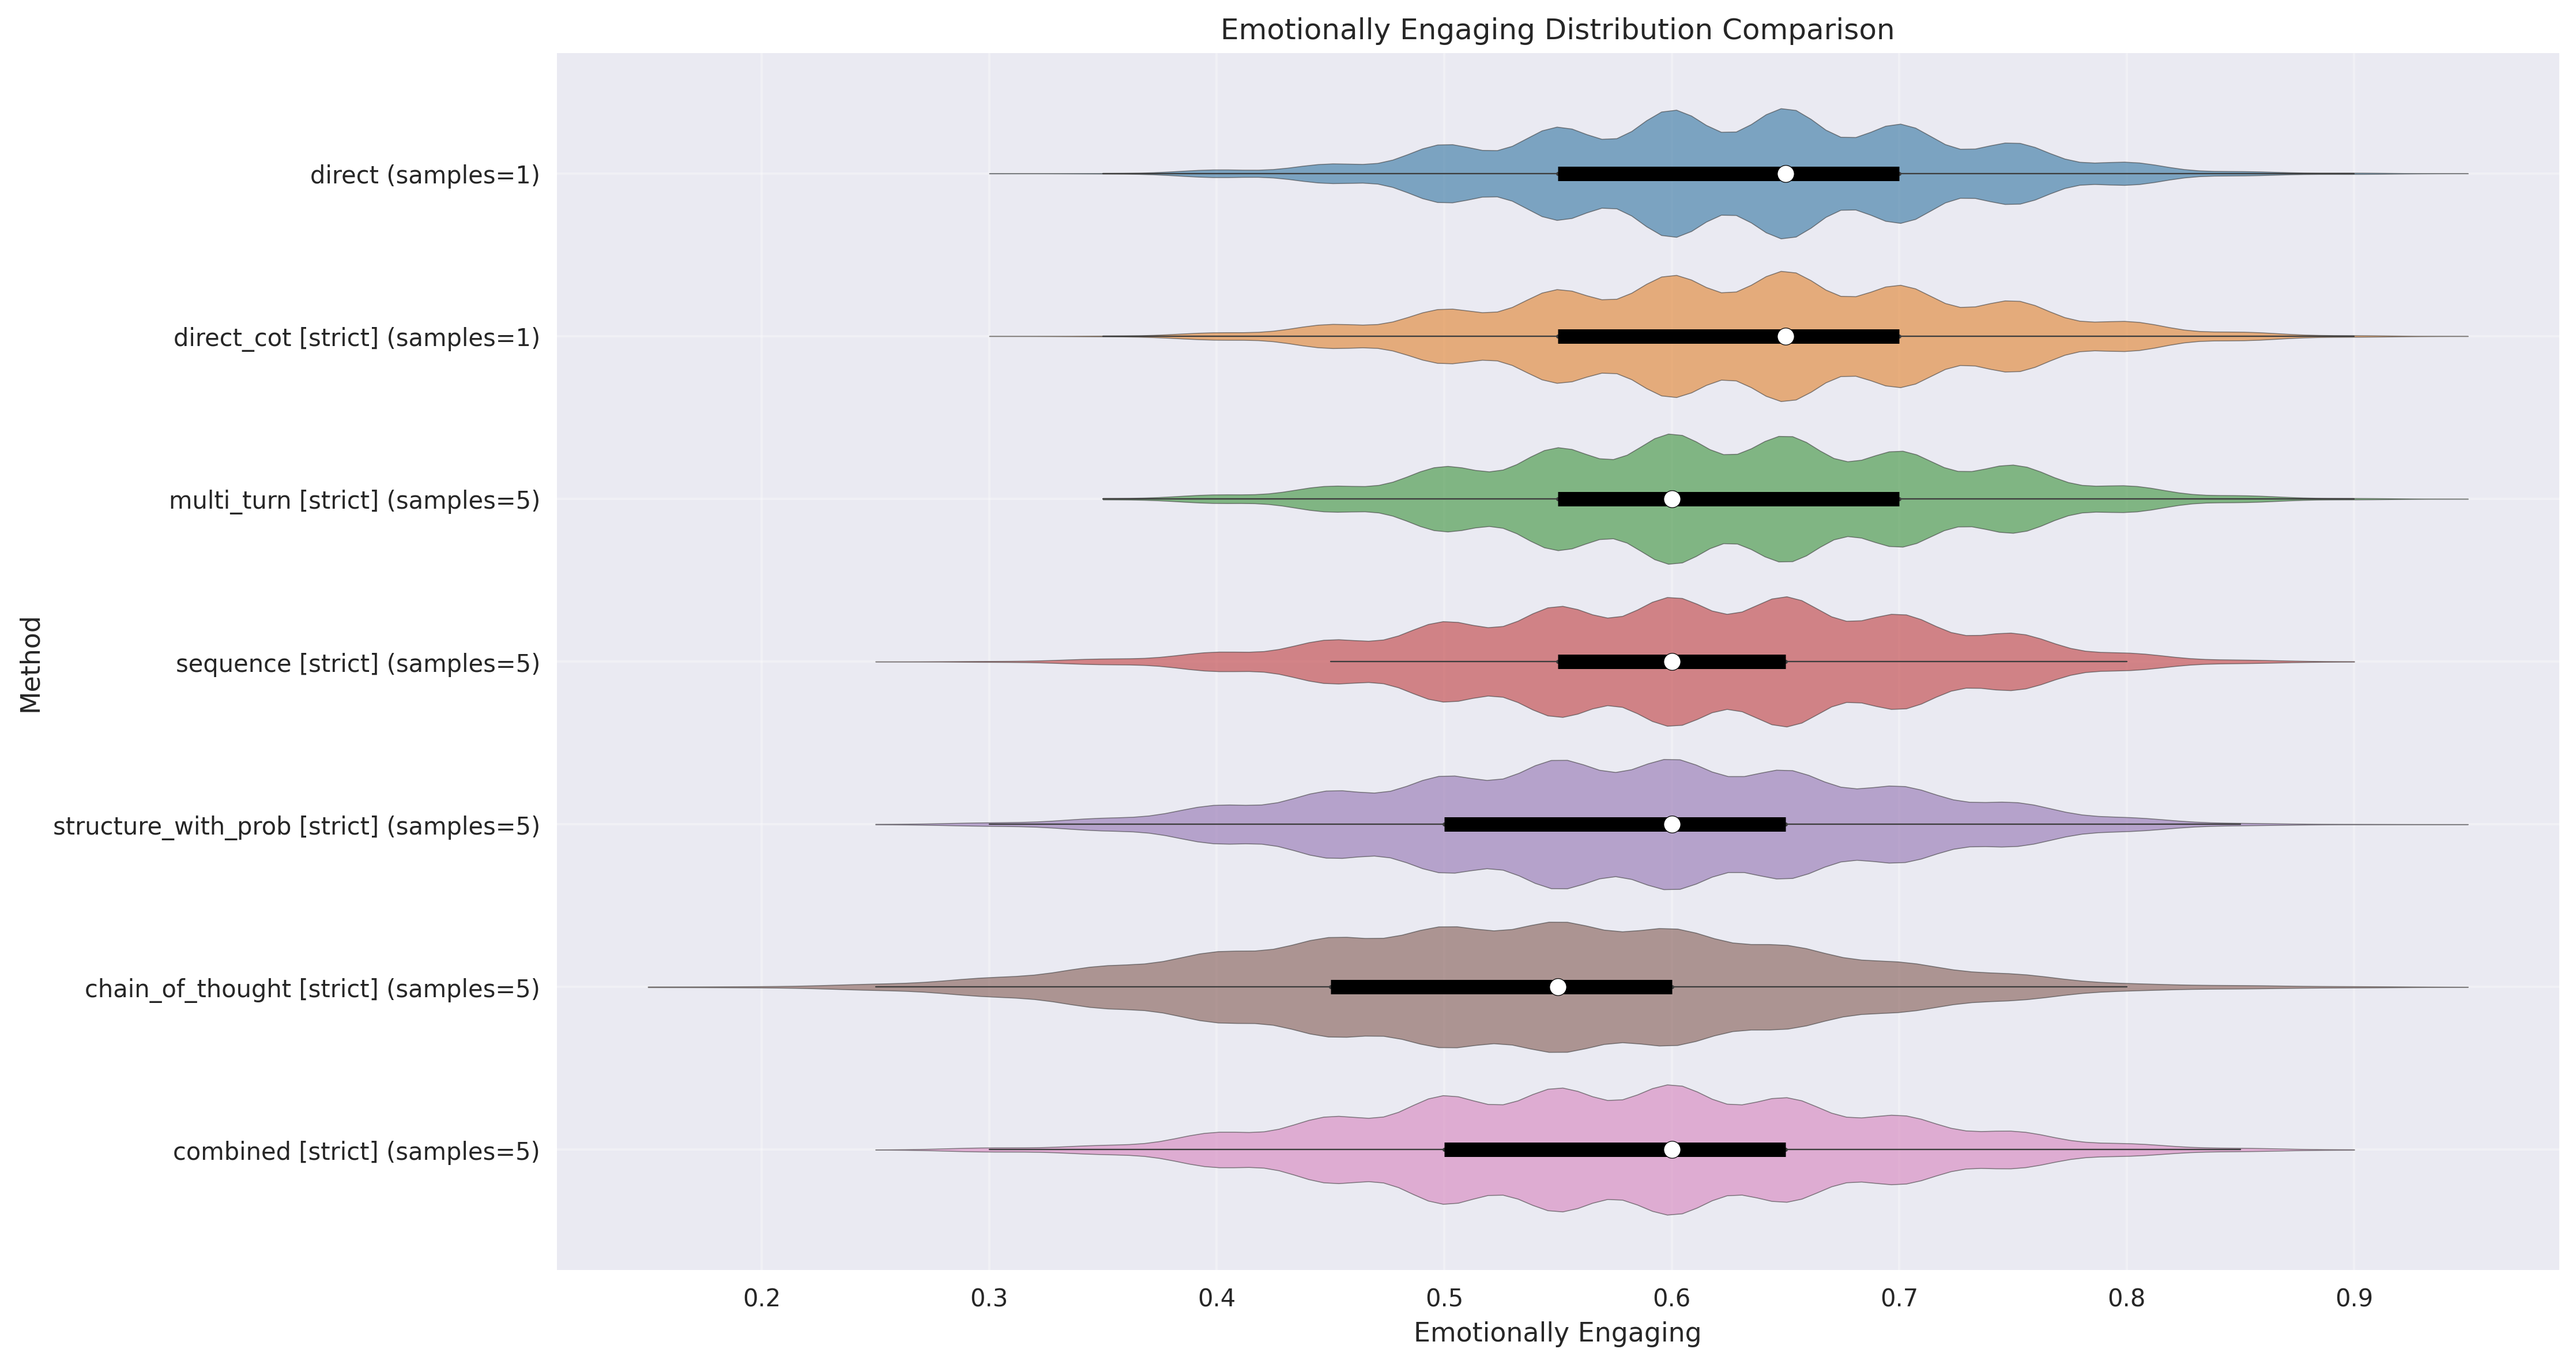 Emotionally Engaging Distribution Comparison
direct (samples=1)
direct_cot [strict] (samples=1)
multi_turn [strict] (samples=5)
sequence [strict] (samples=5)
structure_with_prob [strict] (samples=5)
chain_of_thought [strict] (samples=5)
combined [strict] (samples=5)
Method
0.2 0.3 0.4 0.5 0.6 0.7 0.8 0.9
Emotionally Engaging